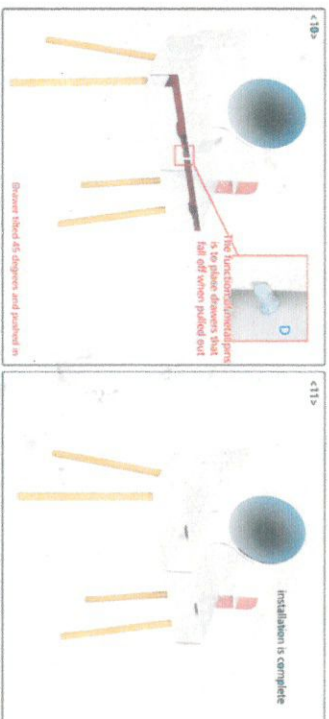 <10>
The function of metal pins
is to place drawers that
fall off when pulled out
D
Drawer tilted 45 degrees and pushed in
<11>
installation is complete